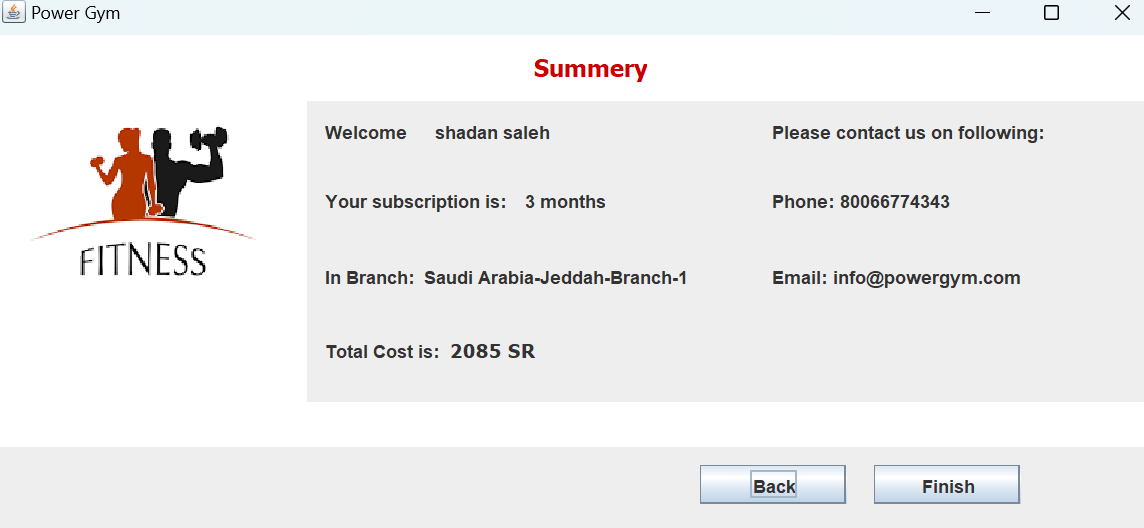 Power Gym
Summery
FITNESS
Welcome shadan saleh
Please contact us on following:
Your subscription is: 3 months
Phone: 80066774343
In Branch: Saudi Arabia-Jeddah-Branch-1
Email: info@powergym.com
Total Cost is: 2085 SR
Back
Finish